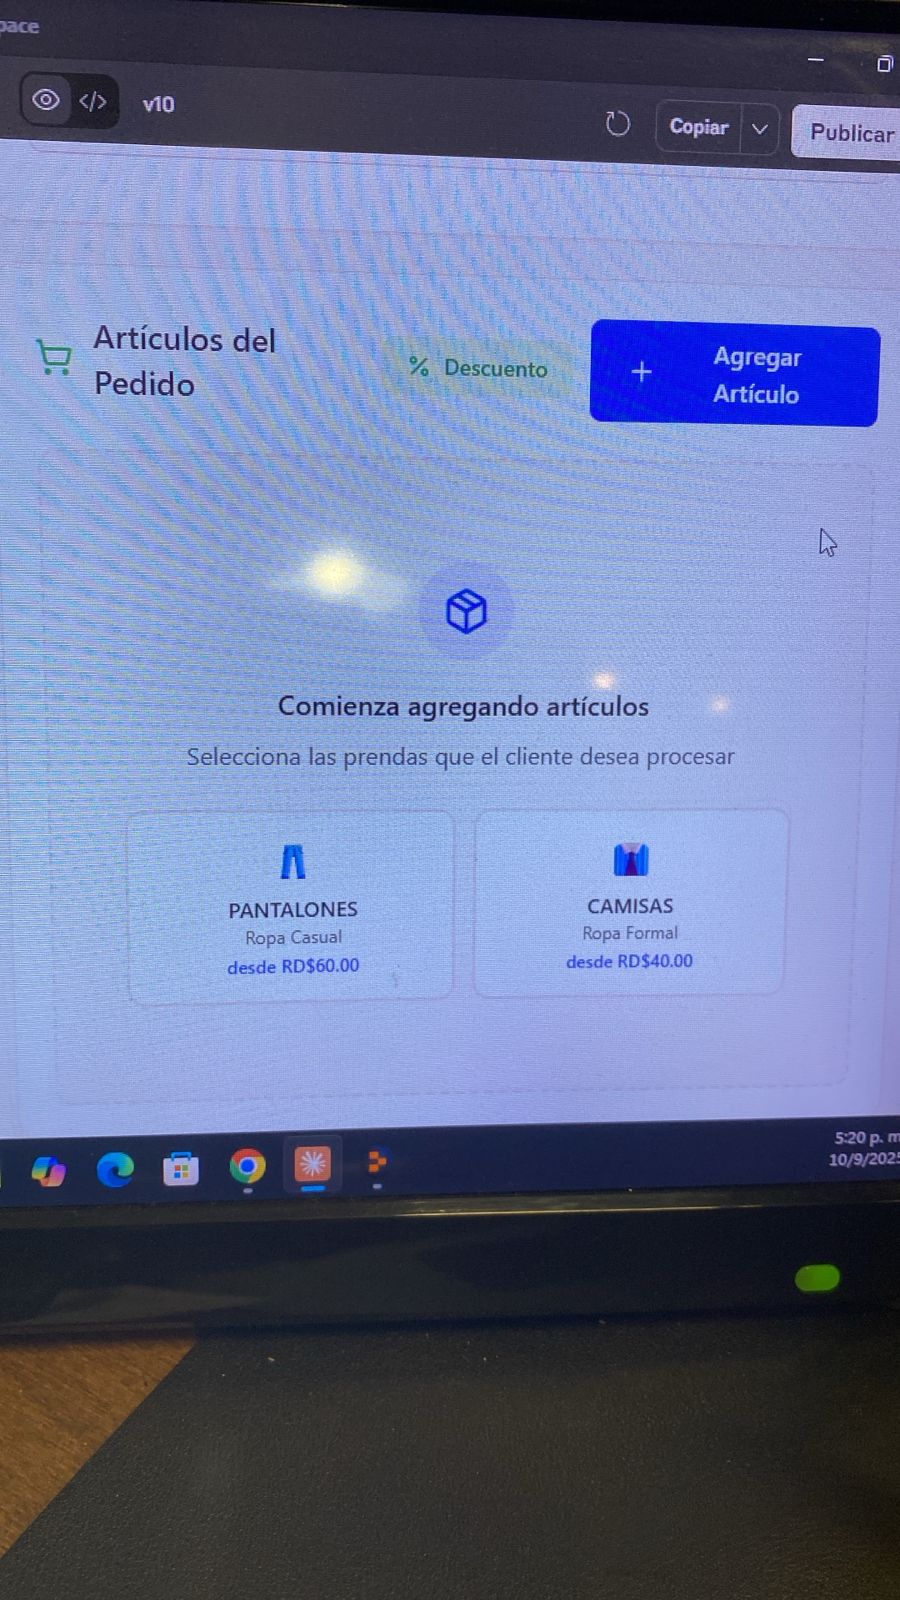 pace
v10
Copiar
Publicar
Artículos del
Pedido
% Descuento
+ Agregar
Artículo
Comienza agregando artículos
Selecciona las prendas que el cliente desea procesar
PANTALONES
Ropa Casual
desde RD$60.00
CAMISAS
Ropa Formal
desde RD$40.00
5:20 p. m
10/9/2025